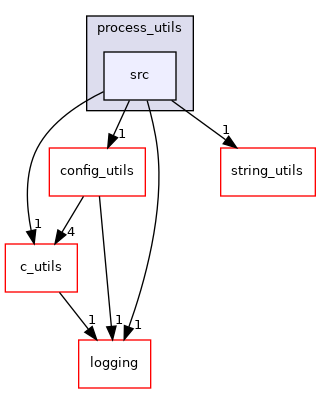 process_utils
src
1
1
config_utils
string_utils
1
4
c_utils
1
1
1
logging